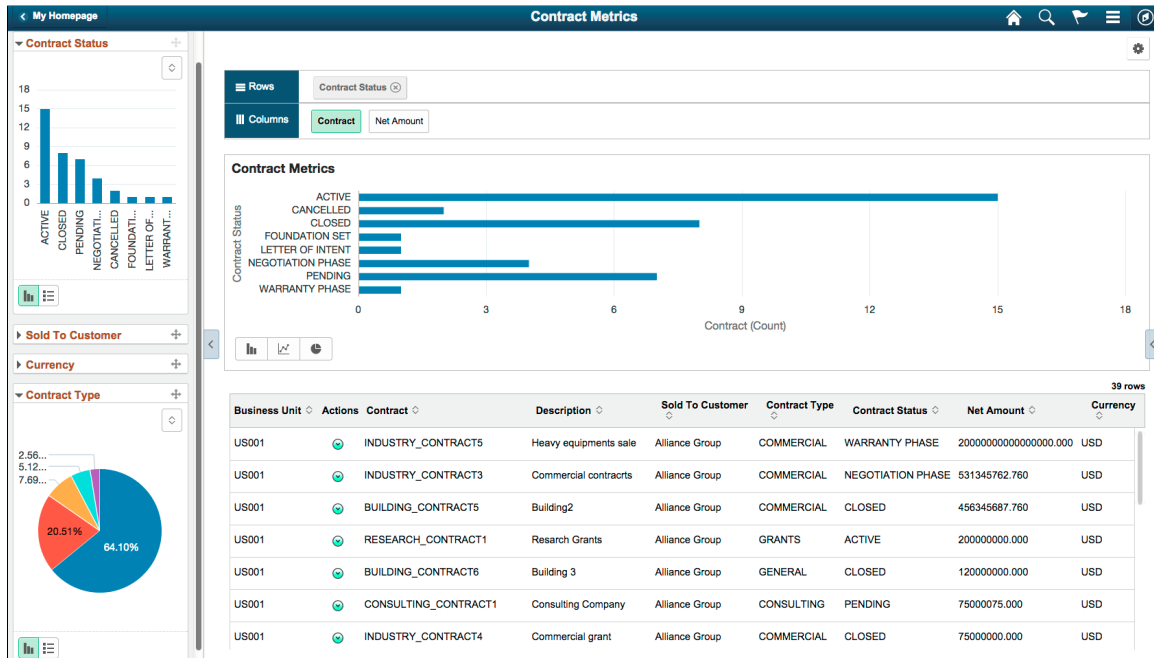 My Homepage
Contract Metrics
Contract Status
18
15
12
9
6
3
0
ACTIVE
CLOSED
PENDING
NEGOTIATI...
CANCELLED
FOUNDATI...
LETTER OF...
WARRANT...
Sold To Customer
Currency
Contract Type
2.56...
5.12...
7.69...
20.51%
64.10%
Rows
Contract Status
Columns
Contract
Net Amount
Contract Metrics
Contract Status
ACTIVE
CANCELLED
CLOSED
FOUNDATION SET
LETTER OF INTENT
NEGOTIATION PHASE
PENDING
WARRANTY PHASE
0 3 6 9 12 15 18
Contract (Count)
39 rows
Business Unit Actions Contract Description Sold To Customer Contract Type Contract Status Net Amount Currency
US001 INDUSTRY_CONTRACT5 Heavy equipments sale Alliance Group COMMERCIAL WARRANTY PHASE 20000000000000000.000 USD
US001 INDUSTRY_CONTRACT3 Commercial contracrts Alliance Group COMMERCIAL NEGOTIATION PHASE 531345762.760 USD
US001 BUILDING_CONTRACT5 Building2 Alliance Group COMMERCIAL CLOSED 456345687.760 USD
US001 RESEARCH_CONTRACT1 Resarch Grants Alliance Group GRANTS ACTIVE 200000000.000 USD
US001 BUILDING_CONTRACT6 Building 3 Alliance Group GENERAL CLOSED 120000000.000 USD
US001 CONSULTING_CONTRACT1 Consulting Company Alliance Group CONSULTING PENDING 75000075.000 USD
US001 INDUSTRY_CONTRACT4 Commercial grant Alliance Group COMMERCIAL CLOSED 75000000.000 USD